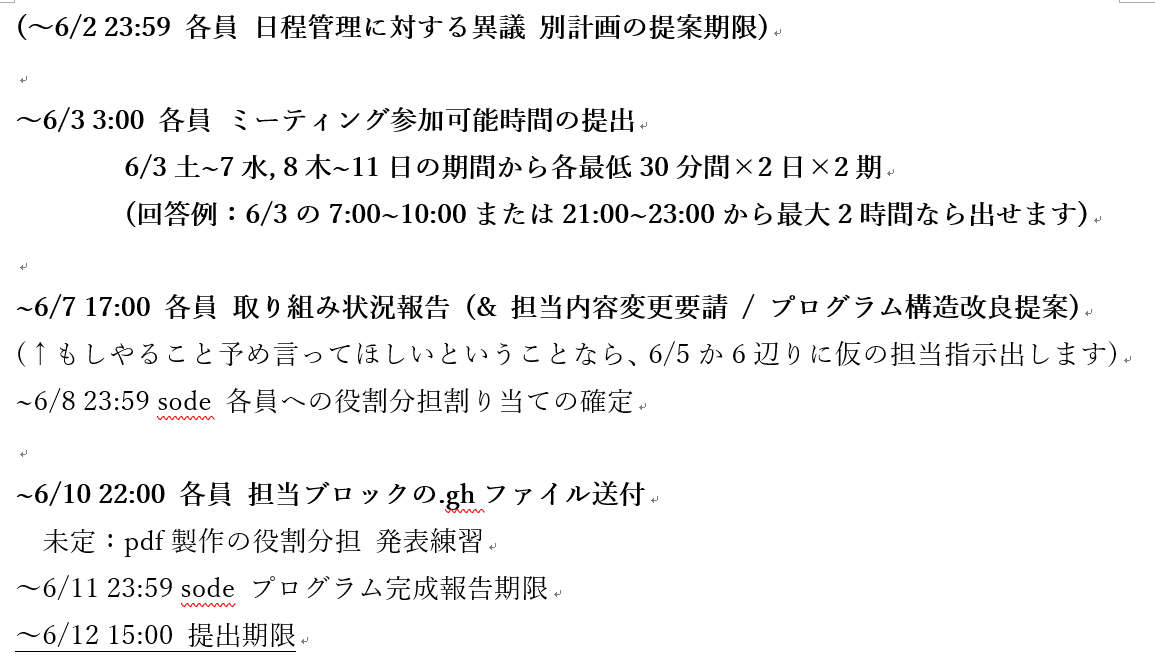 (～6/2 23:59 各員 日程管理に対する異議 別計画の提案期限)
～6/3 3:00 各員 ミーティング参加可能時間の提出
6/3 土~7 水, 8 木~11 日の期間から各最低 30 分間×2 日×2 期
(回答例：6/3 の 7:00~10:00 または 21:00~23:00 から最大 2 時間なら出せます)
~6/7 17:00 各員 取り組み状況報告 (& 担当内容変更要請 / プログラム構造改良提案)
(↑もしやること予め言ってほしいということなら、6/5 か 6 辺りに仮の担当指示出します)
~6/8 23:59 sode 各員への役割分担割り当ての確定
~6/10 22:00 各員 担当ブロックの.gh ファイル送付
未定：pdf 製作の役割分担 発表練習
～6/11 23:59 sode プログラム完成報告期限
～6/12 15:00 提出期限